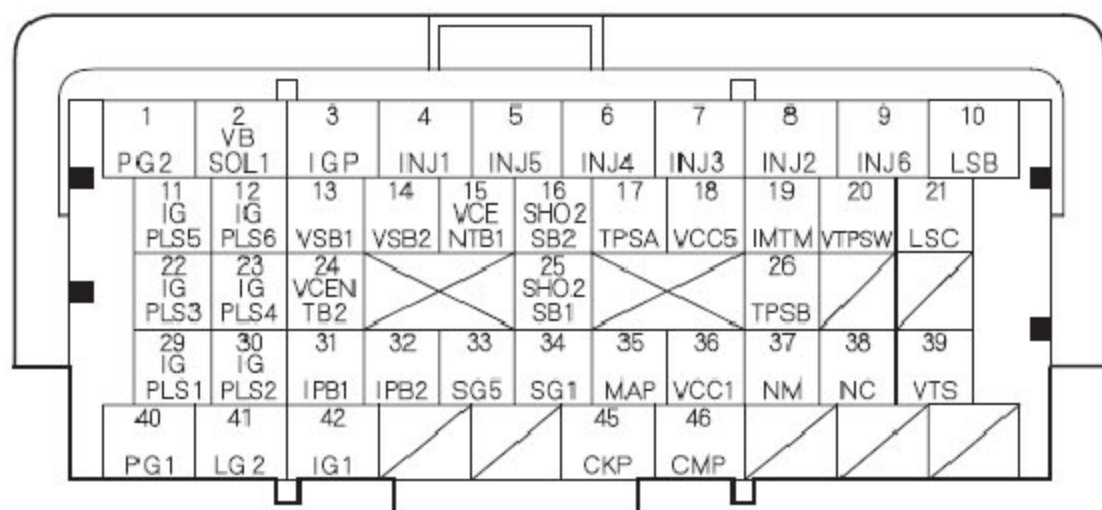 1 2 3 4 5 6 7 8 9 10
PG2 VB SOL1 IGP INJ1 INJ5 INJ4 INJ3 INJ2 INJ6 LSB
11 12 13 14 15 16 17 18 19 20 21
IG PLS5 IG PLS6 VSB1 VSB2 VCE NTB1 SHO.2 SB2 TPSA VCC5 IMTM VTPSW LSC
22 23 24 25 26
IG PLS3 IG PLS4 VCEN TB2 SHO.2 SB1 TPSB
29 30 31 32 33 34 35 36 37 38 39
IG PLS1 IG PLS2 IPB1 IPB2 SG5 SG1 MAP VCC1 NM NC VTS
40 41 42 45 46
PG1 LG2 IG1 CKP CMP